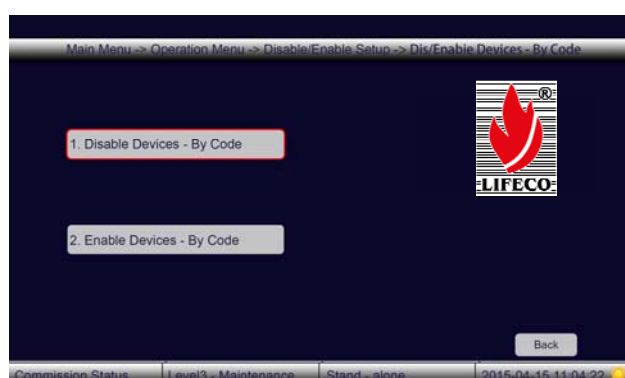 Main Menu -> Operation Menu -> Disable/Enable Setup -> Dis/Enable Devices - By Code
®
LIFECO
1. Disable Devices - By Code
2. Enable Devices - By Code
Back
Commission Status Level3 - Maintenance Stand - alone 2015-04-15 11:04:22